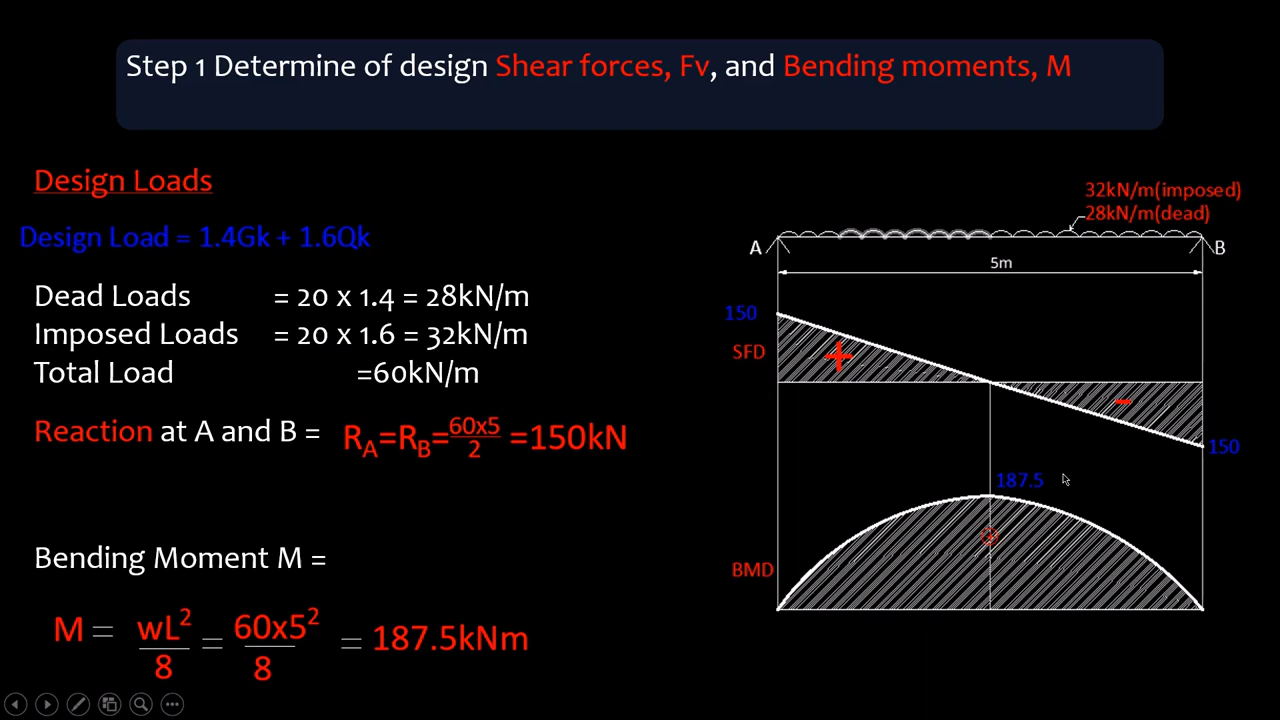 Step 1 Determine of design Shear forces, Fv, and Bending moments, M
Design Loads
Design Load = 1.4Gk + 1.6Qk
Dead Loads = 20 x 1.4 = 28kN/m
Imposed Loads = 20 x 1.6 = 32kN/m
Total Load =60kN/m
Reaction at A and B = R_A=R_B=60x5/2 =150kN
Bending Moment M =
M = wL²/8 = 60x5²/8 = 187.5kNm
32kN/m(imposed)
28kN/m(dead)
A B
5m
150
SFD
+
-
150
187.5
+
BMD